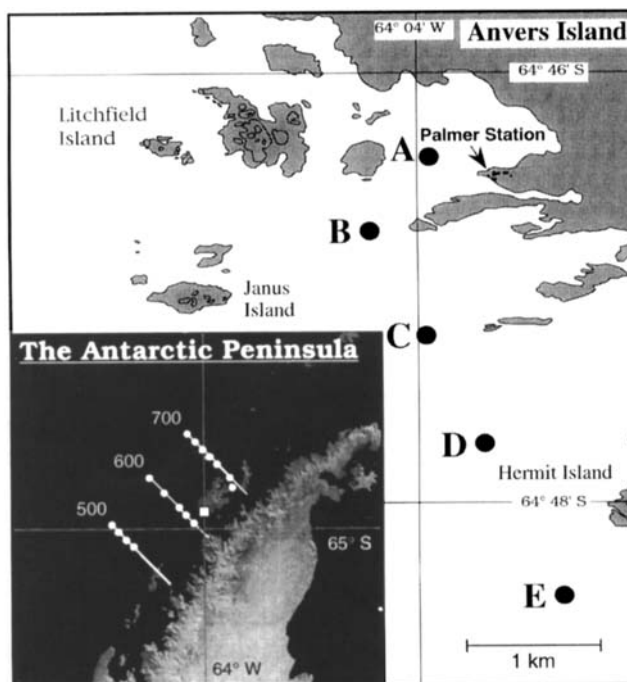 64° 04' W
Anvers Island
64° 46' S
Litchfield
Island
Palmer Station
A
B
Janus
Island
C
The Antarctic Peninsula
700
600
500
D
Hermit Island
64° 48' S
65° S
E
64° W
1 km